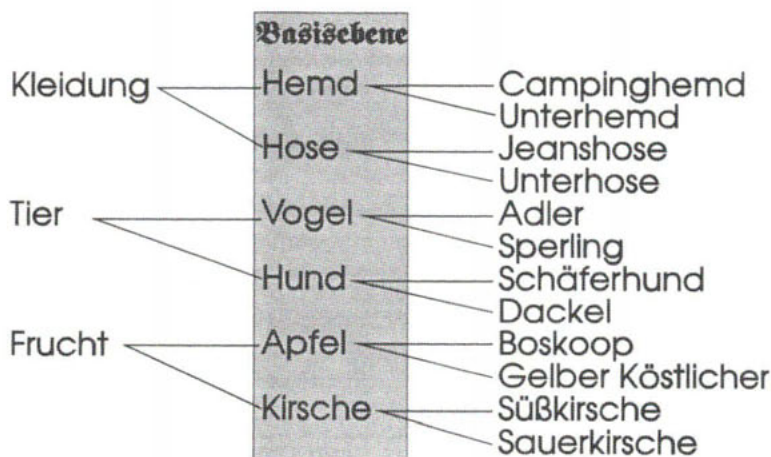 Basisebene
Kleidung Hemd Campinghemd
Unterhemd
Hose Jeanshose
Unterhose
Tier Vogel Adler
Sperling
Hund Schäferhund
Dackel
Frucht Apfel Boskoop
Gelber Köstlicher
Kirsche Süßkirsche
Sauerkirsche